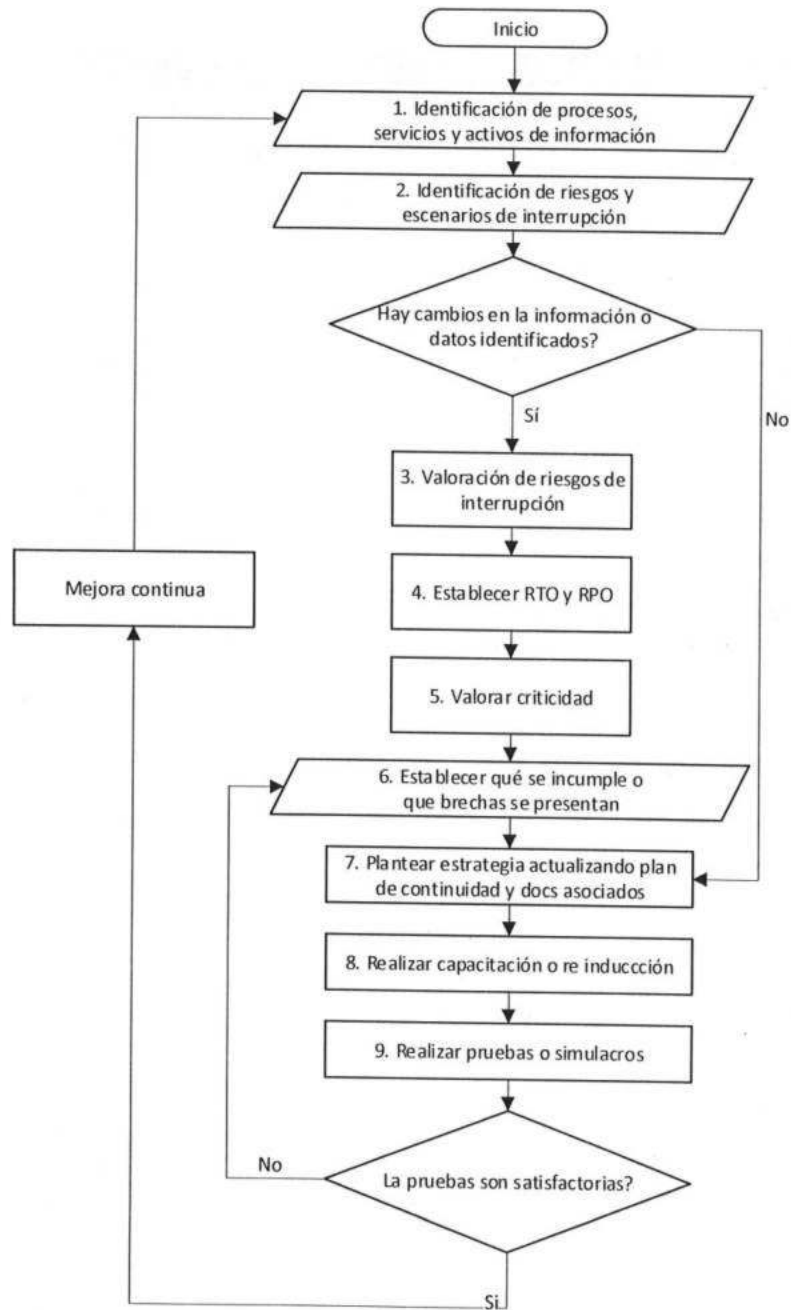 Inicio
1. Identificación de procesos,
servicios y activos de información
2. Identificación de riesgos y
escenarios de interrupción
Hay cambios en la información o
datos identificados?
No
Sí
3. Valoración de riesgos de
interrupción
Mejora continua
4. Establecer RTO y RPO
5. Valorar criticidad
6. Establecer qué se incumple o
que brechas se presentan
7. Plantear estrategia actualizando plan
de continuidad y docs asociados
8. Realizar capacitación o re induccción
9. Realizar pruebas o simulacros
No
La pruebas son satisfactorias?
Si